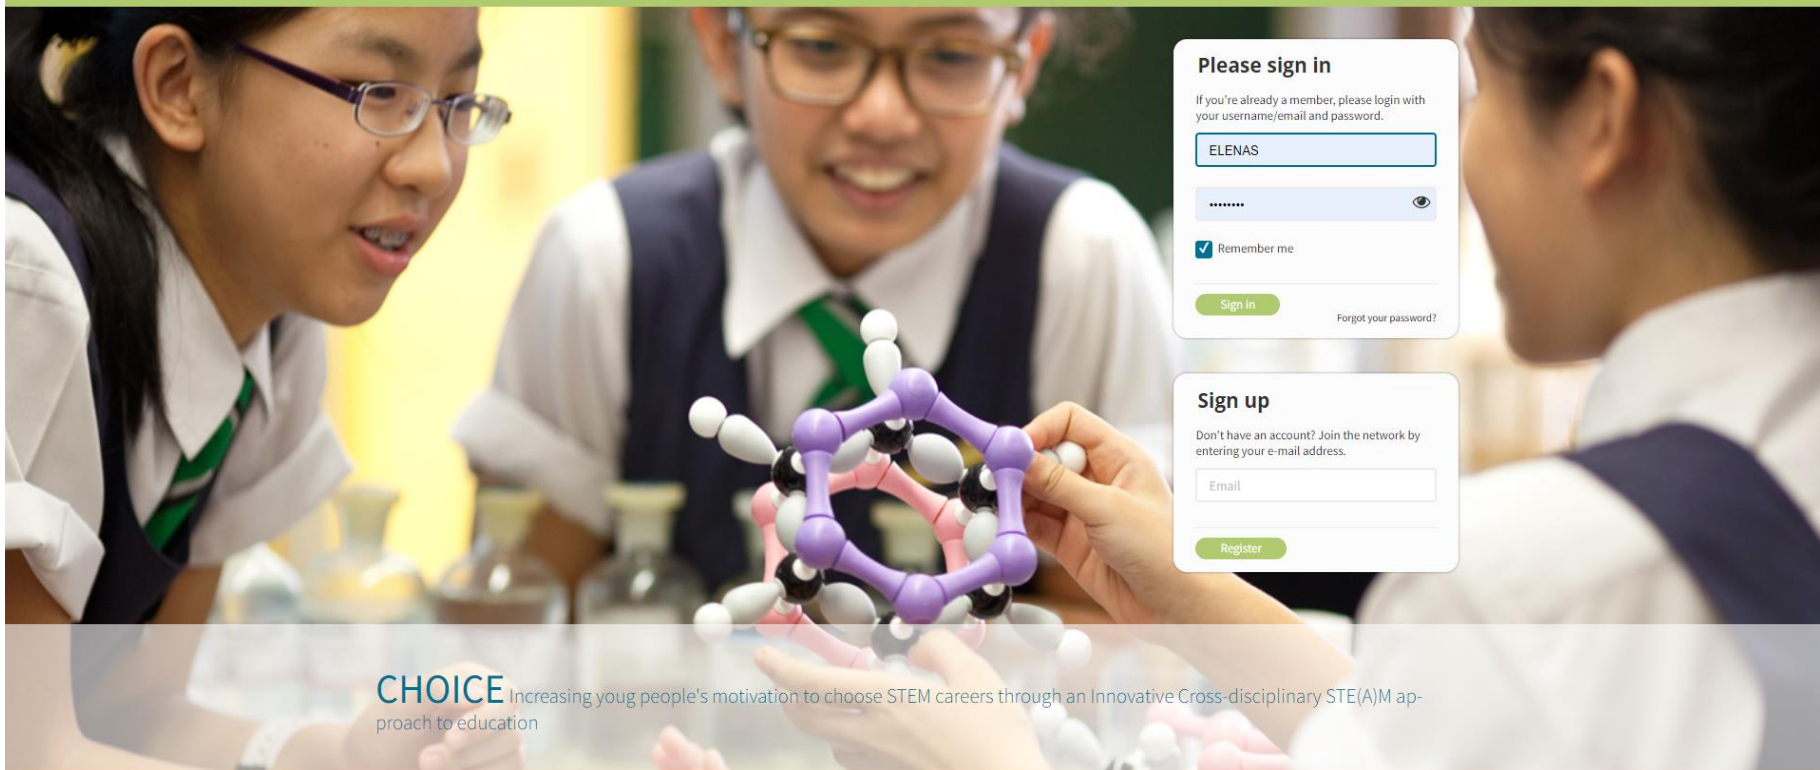 Please sign in
If you're already a member, please login with
your username/email and password.
ELENAS
••••••••
Remember me
Sign in
Forgot your password?
Sign up
Don't have an account? Join the network by
entering your e-mail address.
Email
Register
CHOICE Increasing youg people's motivation to choose STEM careers through an Innovative Cross-disciplinary STE(A)M ap-
proach to education